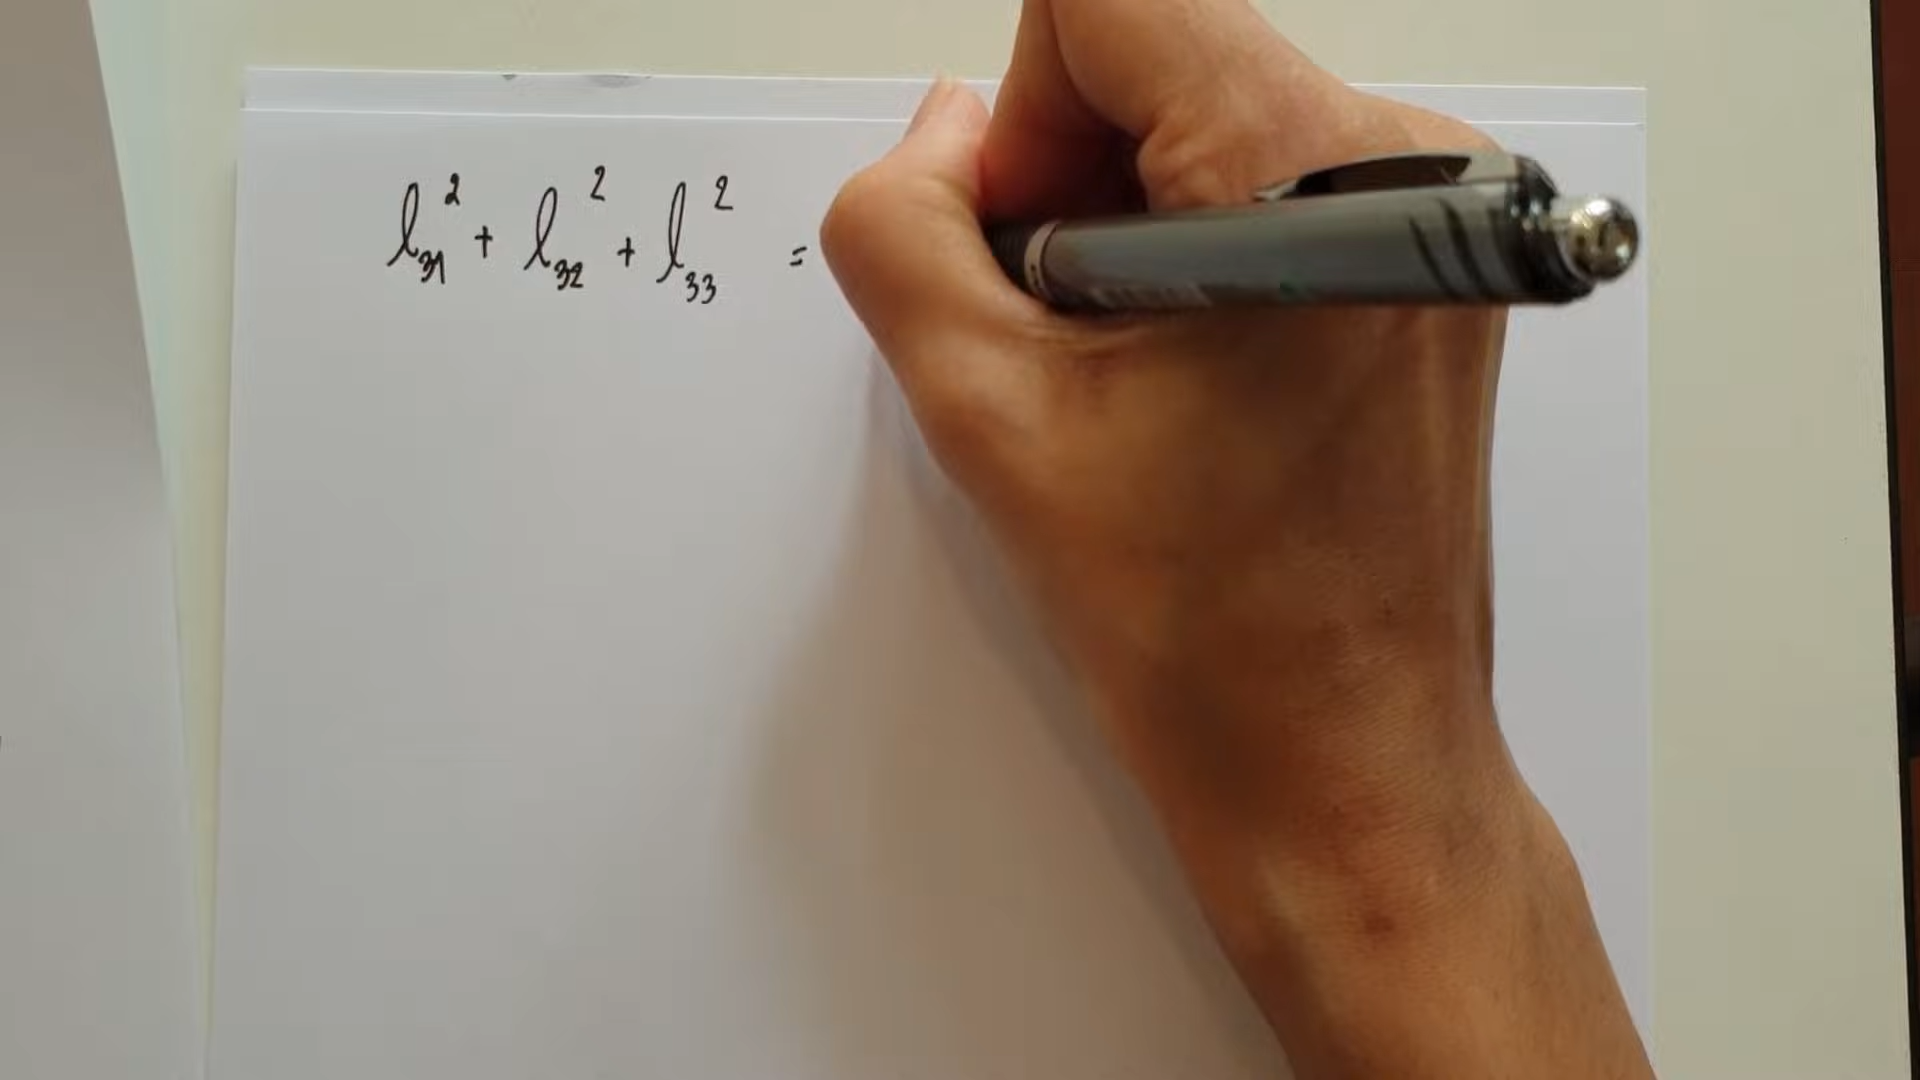 l₃₁² + l₃₂² + l₃₃² =